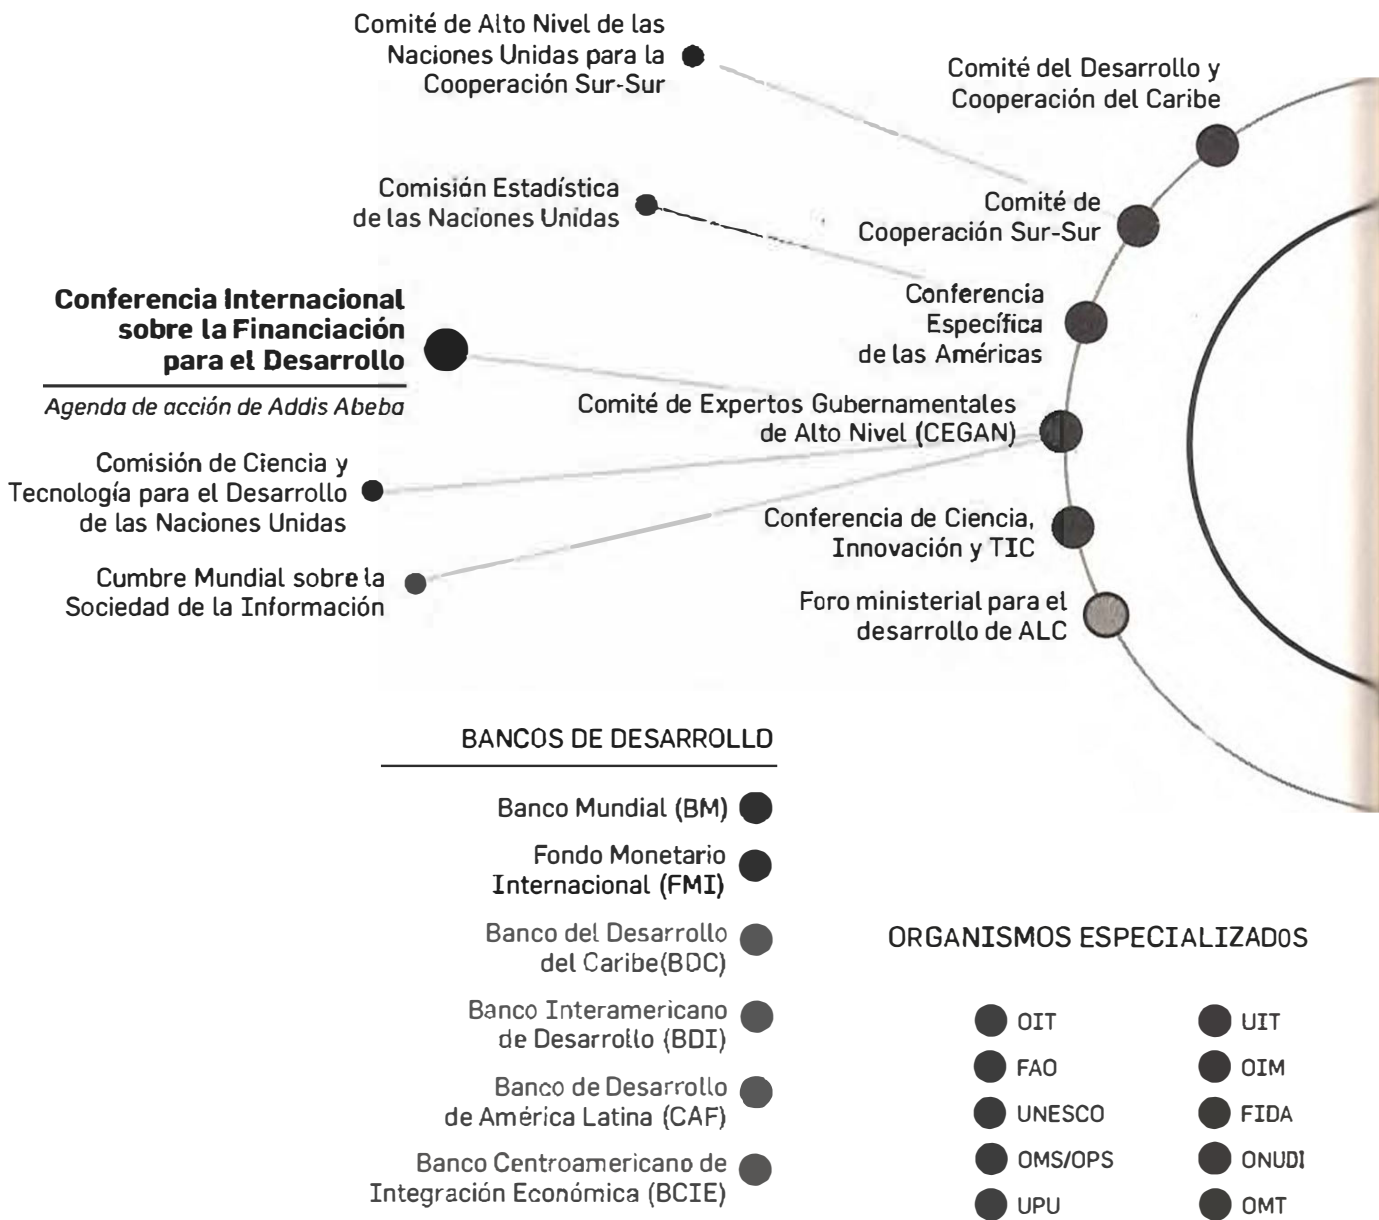 Comité de Alto Nivel de las
Naciones Unidas para la
Cooperación Sur-Sur
Comité del Desarrollo y
Cooperación del Caribe
Comisión Estadística
de las Naciones Unidas
Comité de
Cooperación Sur-Sur
Conferencia Internacional
sobre la Financiación
para el Desarrollo
Agenda de acción de Addis Abeba
Conferencia
Específica
de las Américas
Comité de Expertos Gubernamentales
de Alto Nivel (CEGAN)
Comisión de Ciencia y
Tecnología para el Desarrollo
de las Naciones Unidas
Conferencia de Ciencia,
Innovación y TIC
Cumbre Mundial sobre la
Sociedad de la Información
Foro ministerial para el
desarrollo de ALC
BANCOS DE DESARROLLO
Banco Mundial (BM)
Fondo Monetario
Internacional (FMI)
Banco del Desarrollo
del Caribe(BDC)
Banco Interamericano
de Desarrollo (BDI)
Banco de Desarrollo
de América Latina (CAF)
Banco Centroamericano de
Integración Económica (BCIE)
ORGANISMOS ESPECIALIZADOS
OIT
FAO
UNESCO
OMS/OPS
UPU
UIT
OIM
FIDA
ONUDI
OMT